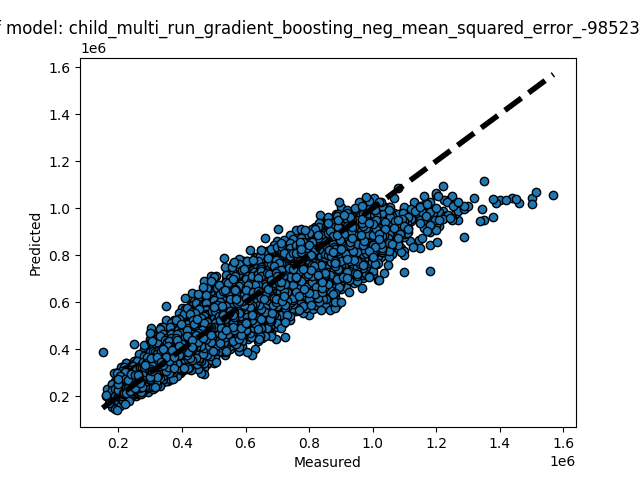 model: child_multi_run_gradient_boosting_neg_mean_squared_error_-98523
1e6
1.6
1.4
1.2
1.0
0.8
0.6
0.4
0.2
Predicted
0.2 0.4 0.6 0.8 1.0 1.2 1.4 1.6
Measured
1e6